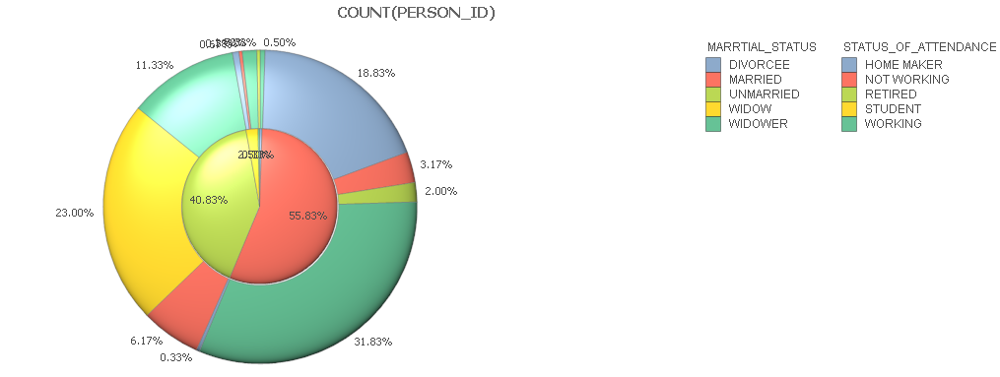 COUNT(PERSON_ID)
0.50%
18.83%
3.17%
2.00%
31.83%
0.33%
6.17%
23.00%
11.33%
40.83%
55.83%
MARRTIAL_STATUS
DIVORCEE
MARRIED
UNMARRIED
WIDOW
WIDOWER
STATUS_OF_ATTENDANCE
HOME MAKER
NOT WORKING
RETIRED
STUDENT
WORKING